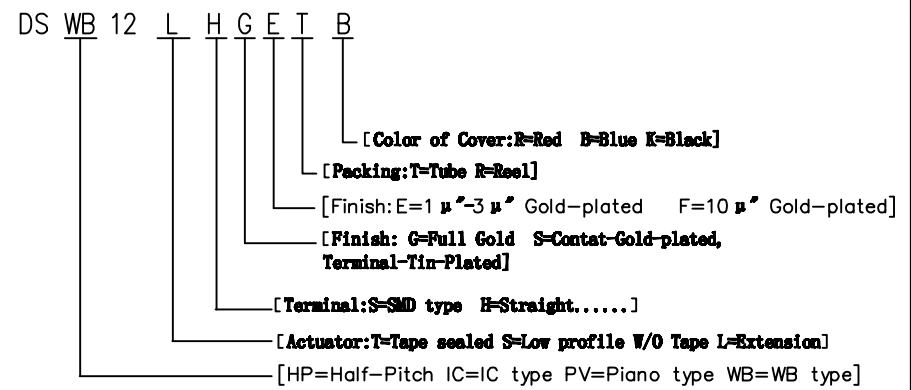 DS WB 12 L H G E T B
[Color of Cover:R=Red B=Blue K=Black]
[Packing:T=Tube R=Reel]
[Finish:E=1 μ"-3 μ" Gold-plated F=10 μ" Gold-plated]
[Finish: G=Full Gold S=Contat-Gold-plated,
Terminal-Tin-Plated]
[Terminal:S=SMD type H=Straight......]
[Actuator:T=Tape sealed S=Low profile W/O Tape L=Extension]
[HP=Half-Pitch IC=IC type PV=Piano type WB=WB type]